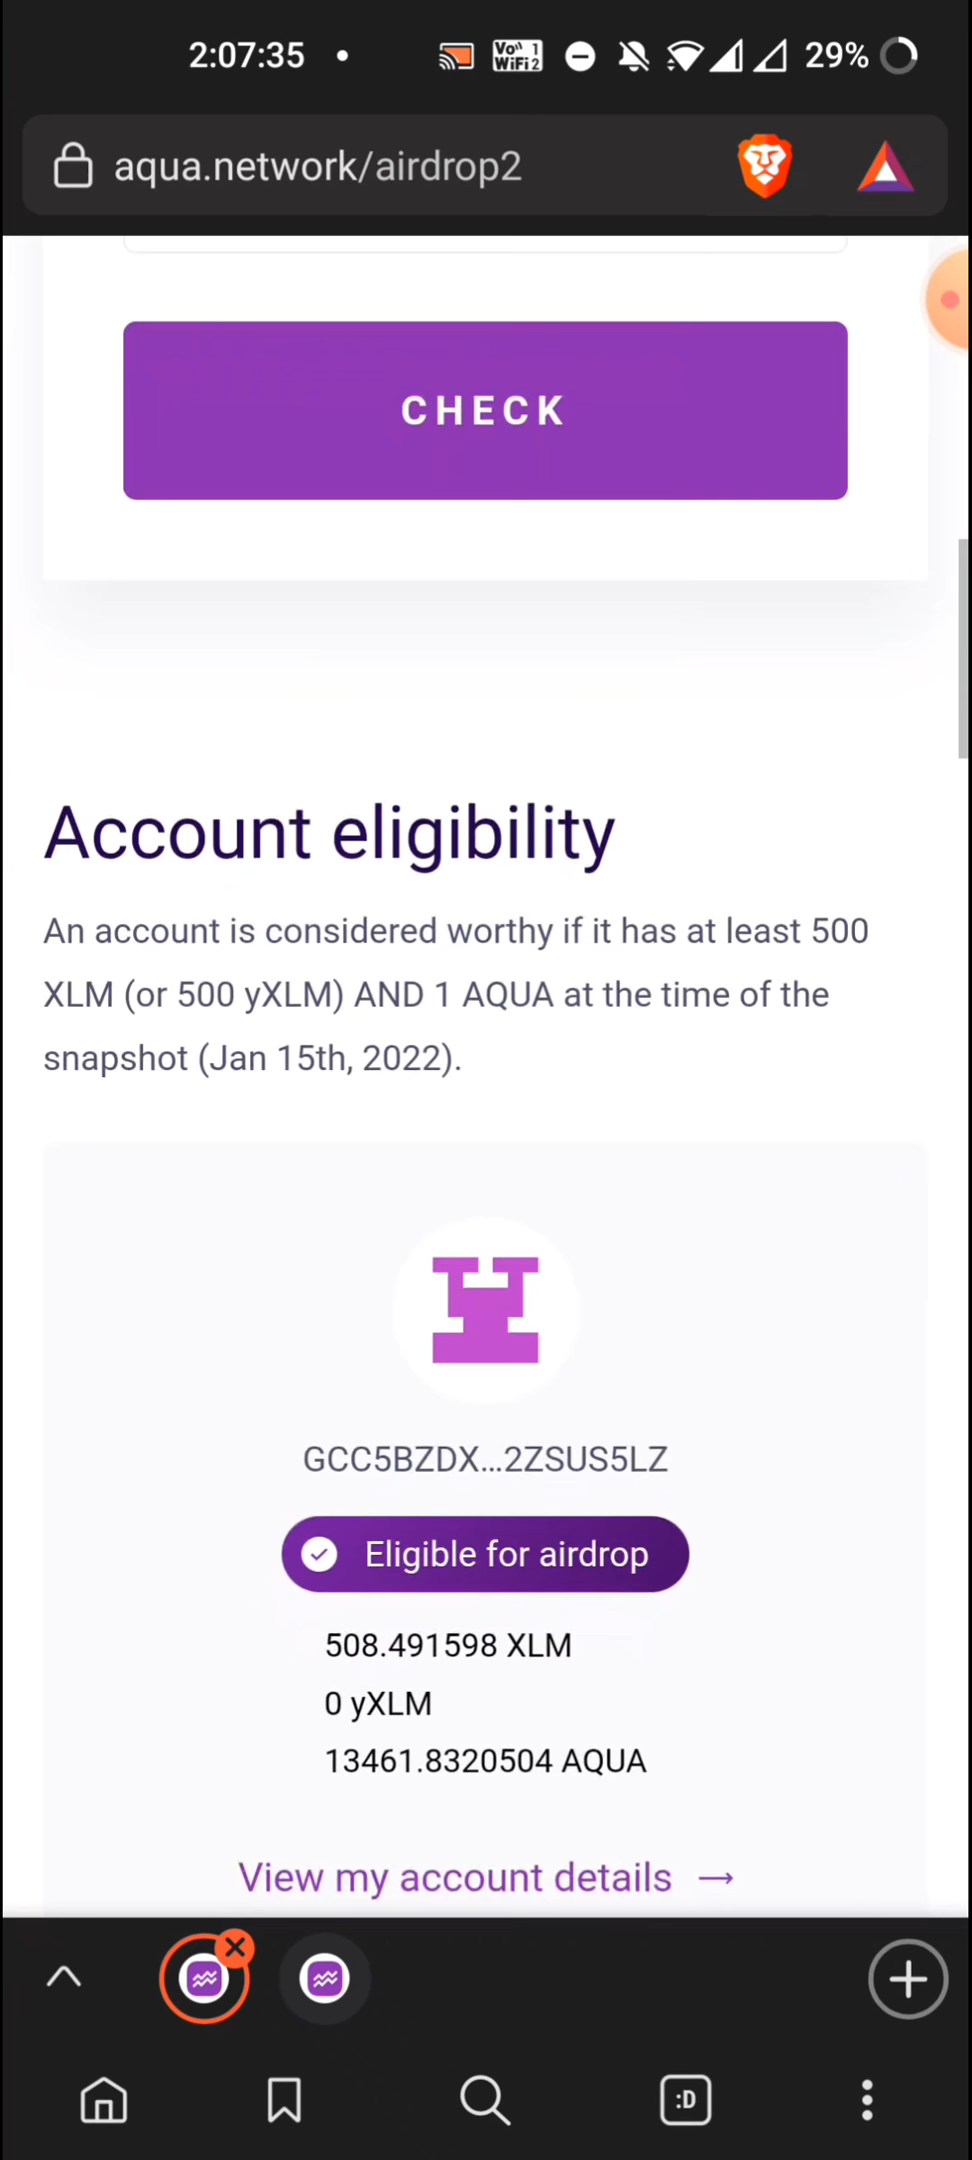 2:07:35
Vo 1
WiFi 2
29%
aqua.network/airdrop2
CHECK
Account eligibility
An account is considered worthy if it has at least 500
XLM (or 500 yXLM) AND 1 AQUA at the time of the
snapshot (Jan 15th, 2022).
GCC5BZDX...2ZSUS5LZ
Eligible for airdrop
508.491598 XLM
0 yXLM
13461.8320504 AQUA
View my account details →
:D